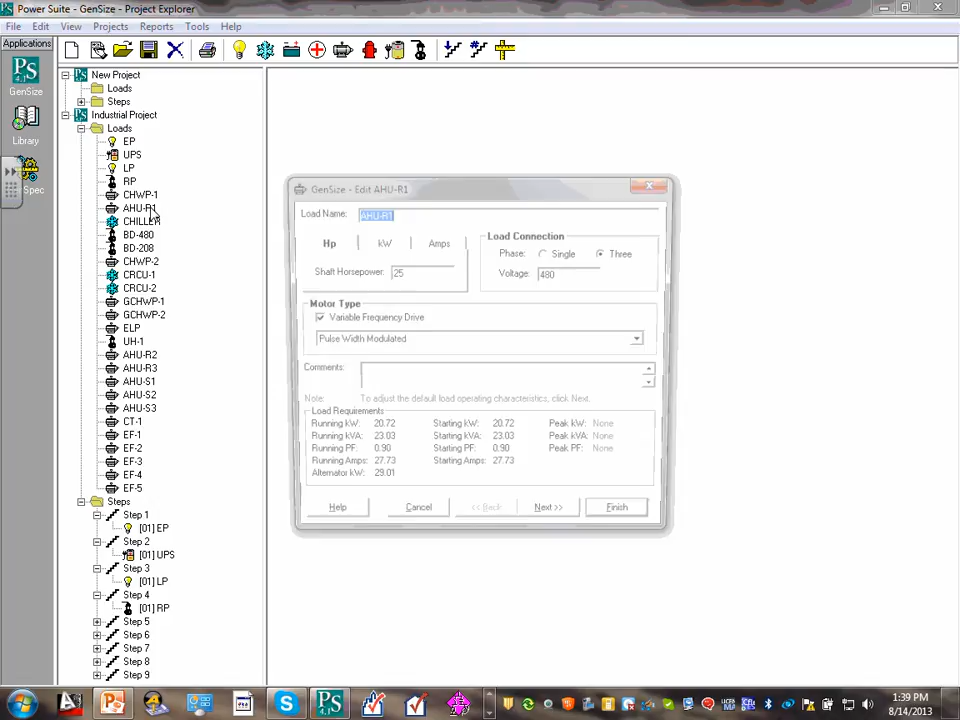 Power Suite - GenSize - Project Explorer
File Edit View Projects Reports Tools Help
Applications
GenSize
Library
Spec
New Project
Loads
Steps
Industrial Project
Loads
EP
UPS
LP
RP
CHWP-1
AHU-R1
CHILLER
BD-480
BD-208
CHWP-2
CRCU-1
CRCU-2
GCHWP-1
GCHWP-2
ELP
UH-1
AHU-R2
AHU-R3
AHU-S1
AHU-S2
AHU-S3
CT-1
EF-1
EF-2
EF-3
EF-4
EF-5
Steps
Step 1
[01] EP
Step 2
[01] UPS
Step 3
[01] LP
Step 4
[01] RP
Step 5
Step 6
Step 7
Step 8
Step 9
GenSize - Edit AHU-R1
Load Name: AHU-R1
Hp kW Amps
Shaft Horsepower: 25
Load Connection
Phase: Single Three
Voltage: 480
Motor Type
Variable Frequency Drive
Pulse Width Modulated
Comments:
Note: To adjust the default load operating characteristics, click Next.
Load Requirements
Running kW: 20.72 Starting kW: 20.72 Peak kW: None
Running kVA: 23.03 Starting kVA: 23.03 Peak kVA: None
Running PF: 0.90 Starting PF: 0.90 Peak PF: None
Running Amps: 27.73 Starting Amps: 27.73
Alternator kW: 29.01
Help Cancel << Back Next >> Finish
1:39 PM
8/14/2013